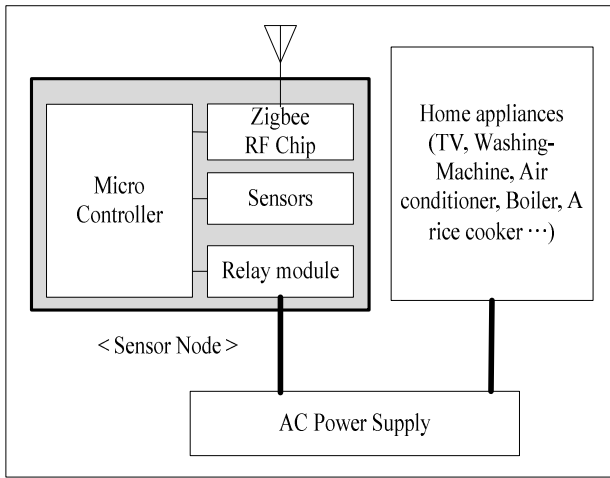 Micro
Controller
Zigbee
RF Chip
Sensors
Relay module
< Sensor Node >
Home appliances
(TV, Washing-
Machine, Air
conditioner, Boiler, A
rice cooker ⋯)
AC Power Supply